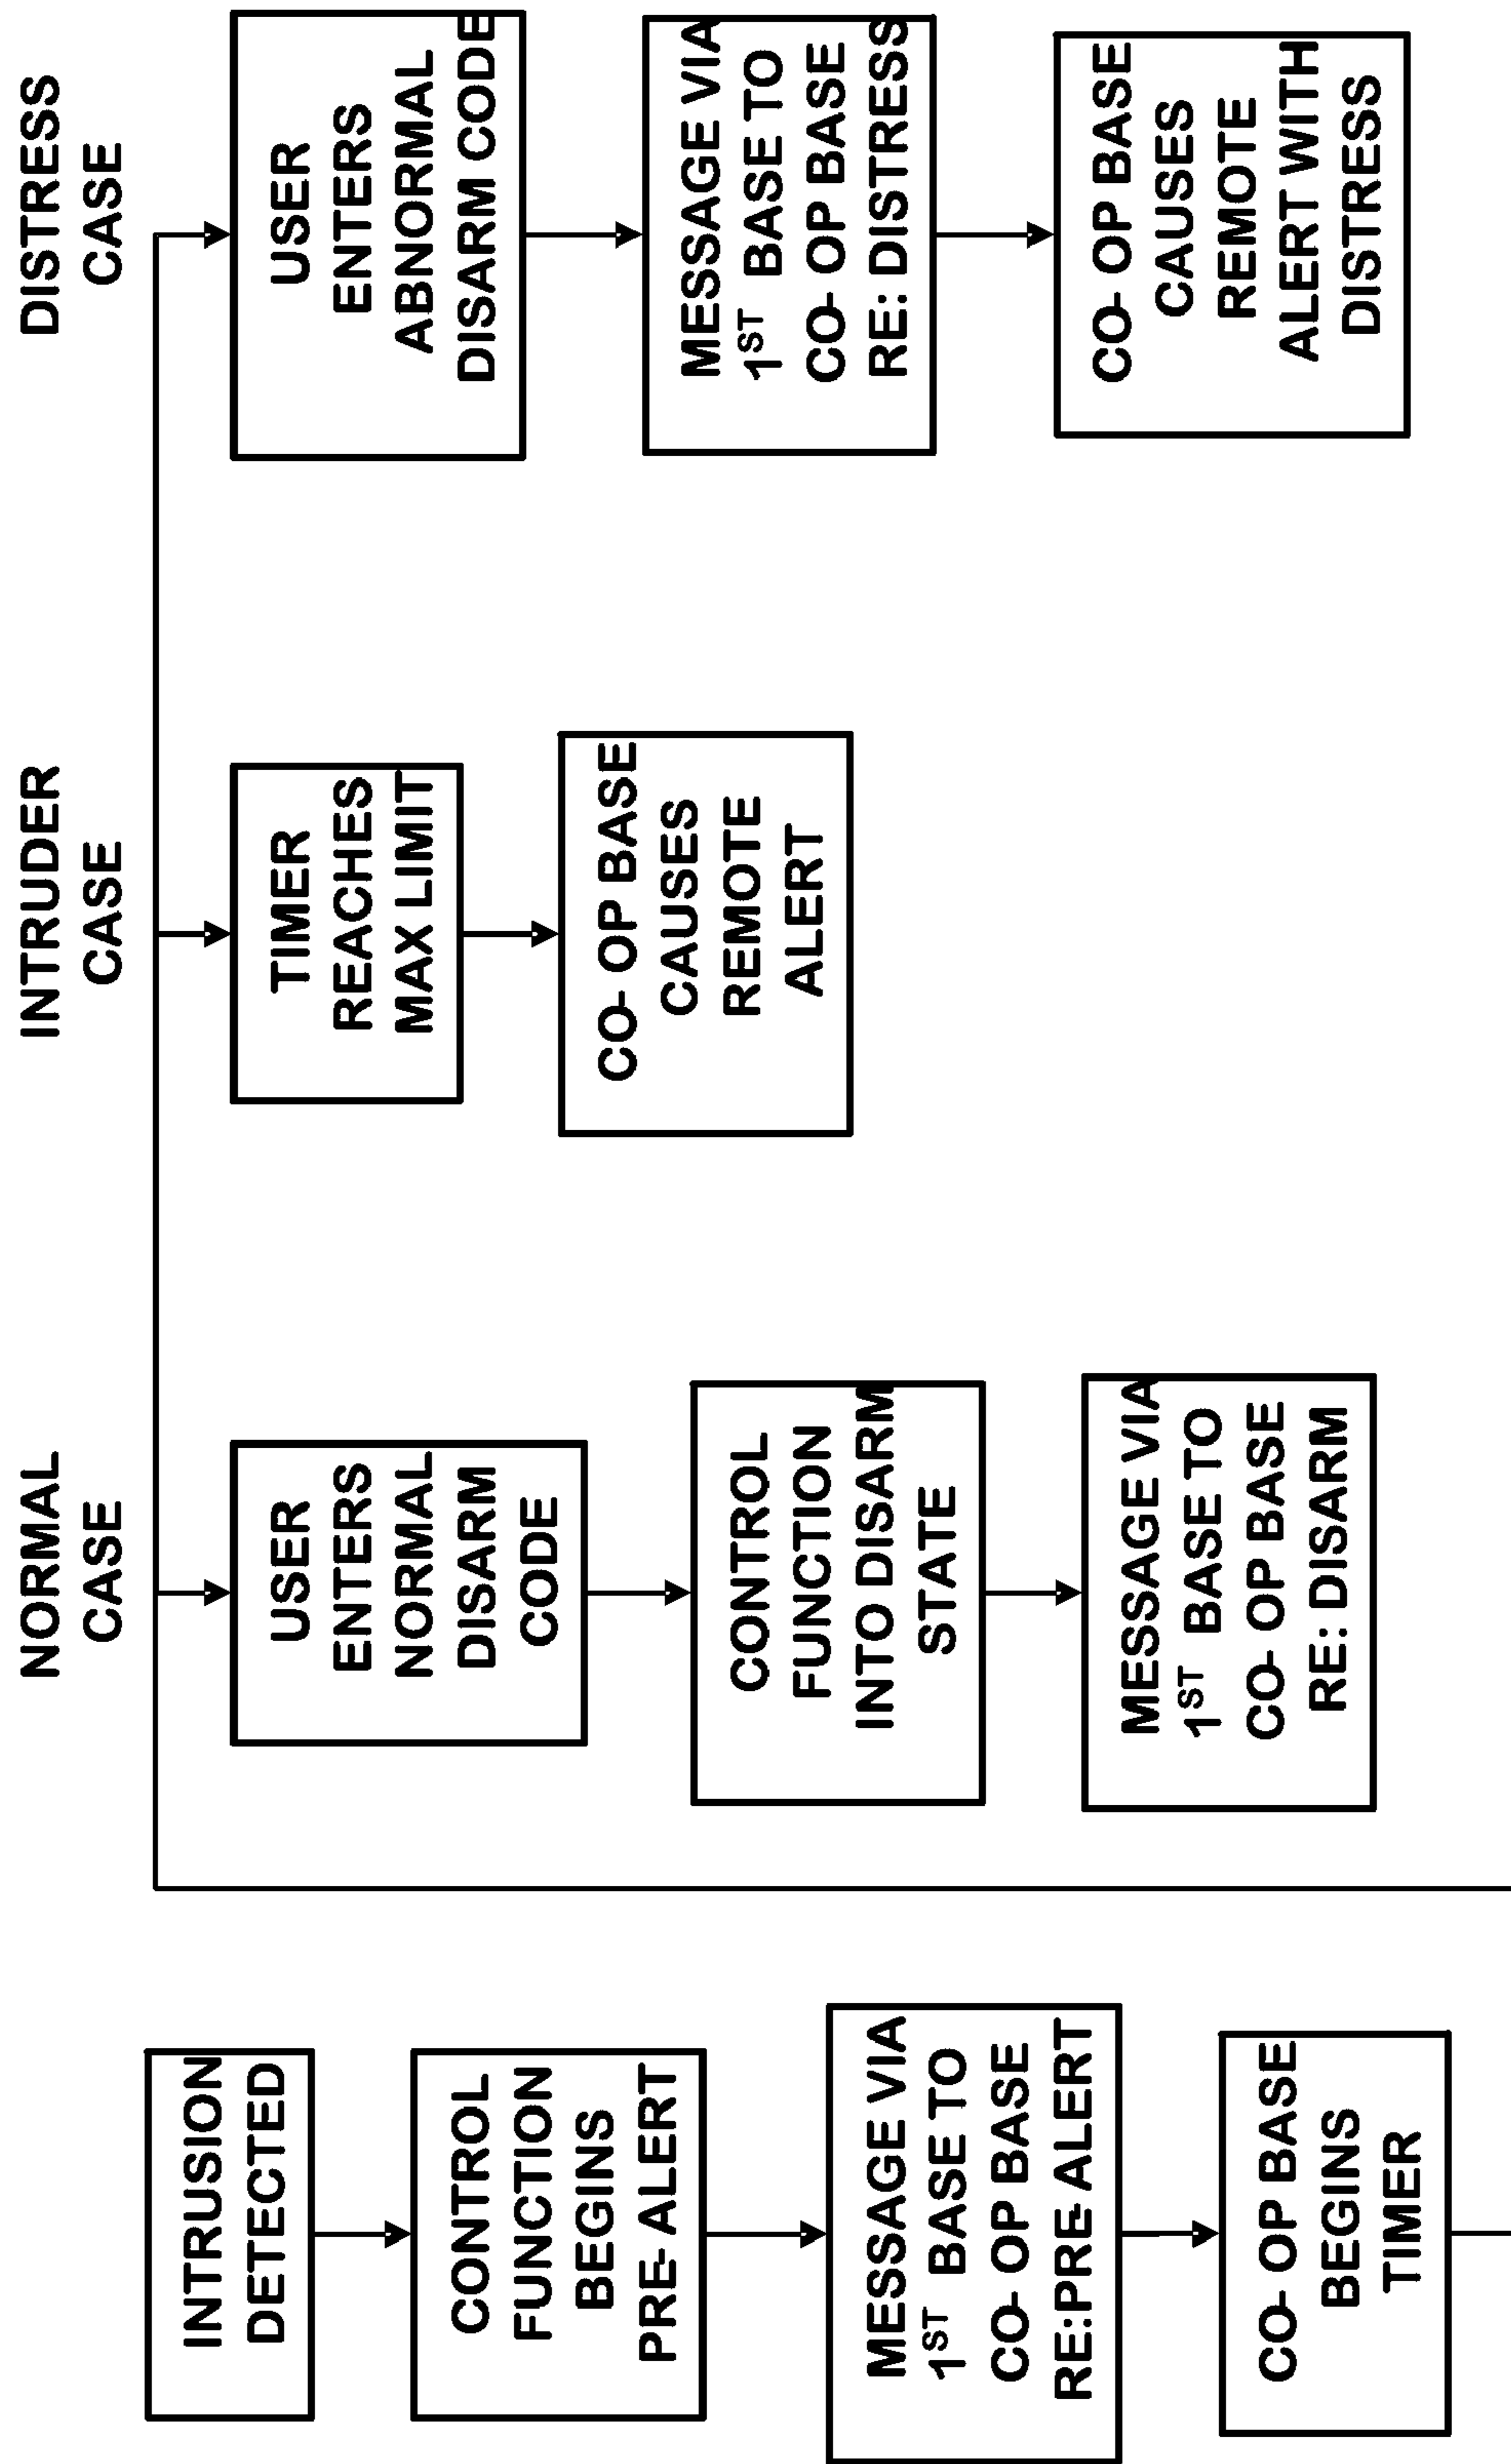 INTRUSION
DETECTED
CONTROL
FUNCTION
BEGINS
PRE- ALERT
MESSAGE VIA
1ST BASE TO
CO- OP BASE
RE:PRE- ALERT
CO- OP BASE
BEGINS
TIMER
NORMAL
CASE
USER
ENTERS
NORMAL
DISARM
CODE
CONTROL
FUNCTION
INTO DISARM
STATE
MESSAGE VIA
1ST BASE TO
CO- OP BASE
RE: DISARM
INTRUDER
CASE
TIMER
REACHES
MAX LIMIT
CO- OP BASE
CAUSES
REMOTE
ALERT
DISTRESS
CASE
USER
ENTERS
ABNORMAL
DISARM CODE
MESSAGE VIA
1ST BASE TO
CO- OP BASE
RE: DISTRESS
CO- OP BASE
CAUSES
REMOTE
ALERT WITH
DISTRESS